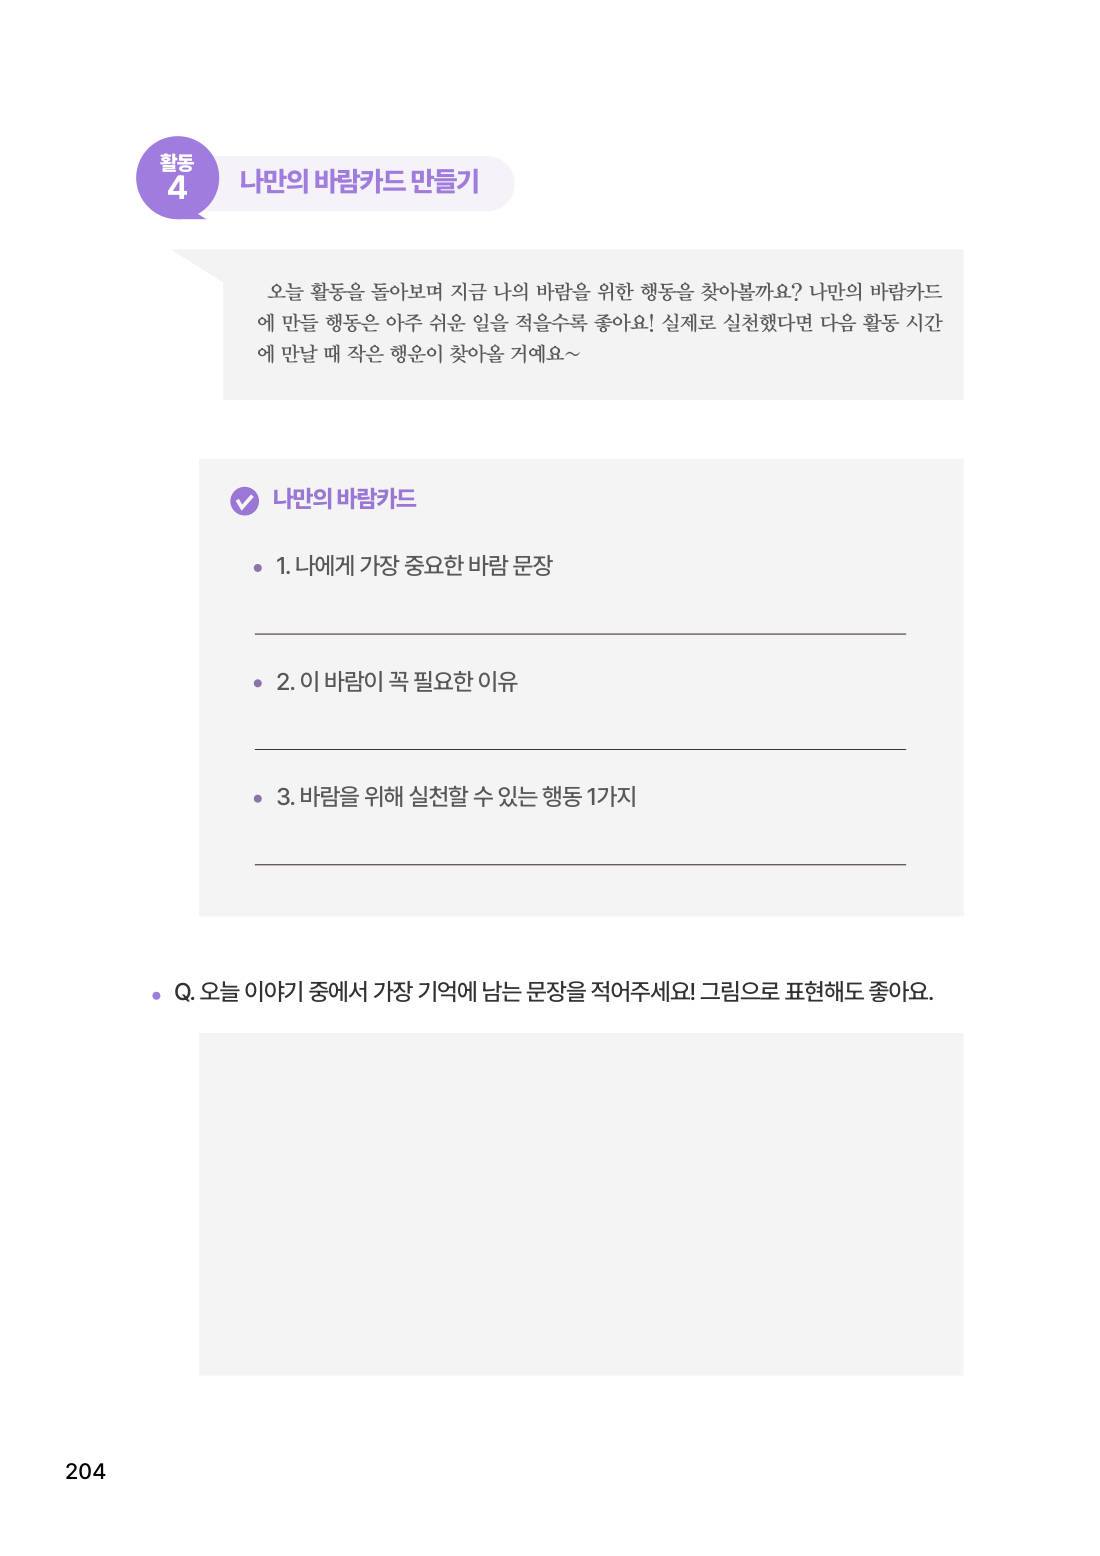 활동
4
나만의 바람카드 만들기
오늘 활동을 돌아보며 지금 나의 바람을 위한 행동을 찾아볼까요? 나만의 바람카드
에 만들 행동은 아주 쉬운 일을 적을수록 좋아요! 실제로 실천했다면 다음 활동 시간
에 만날 때 작은 행운이 찾아올 거예요~
나만의 바람카드
• 1. 나에게 가장 중요한 바람 문장
• 2. 이 바람이 꼭 필요한 이유
• 3. 바람을 위해 실천할 수 있는 행동 1가지
• Q. 오늘 이야기 중에서 가장 기억에 남는 문장을 적어주세요! 그림으로 표현해도 좋아요.
204